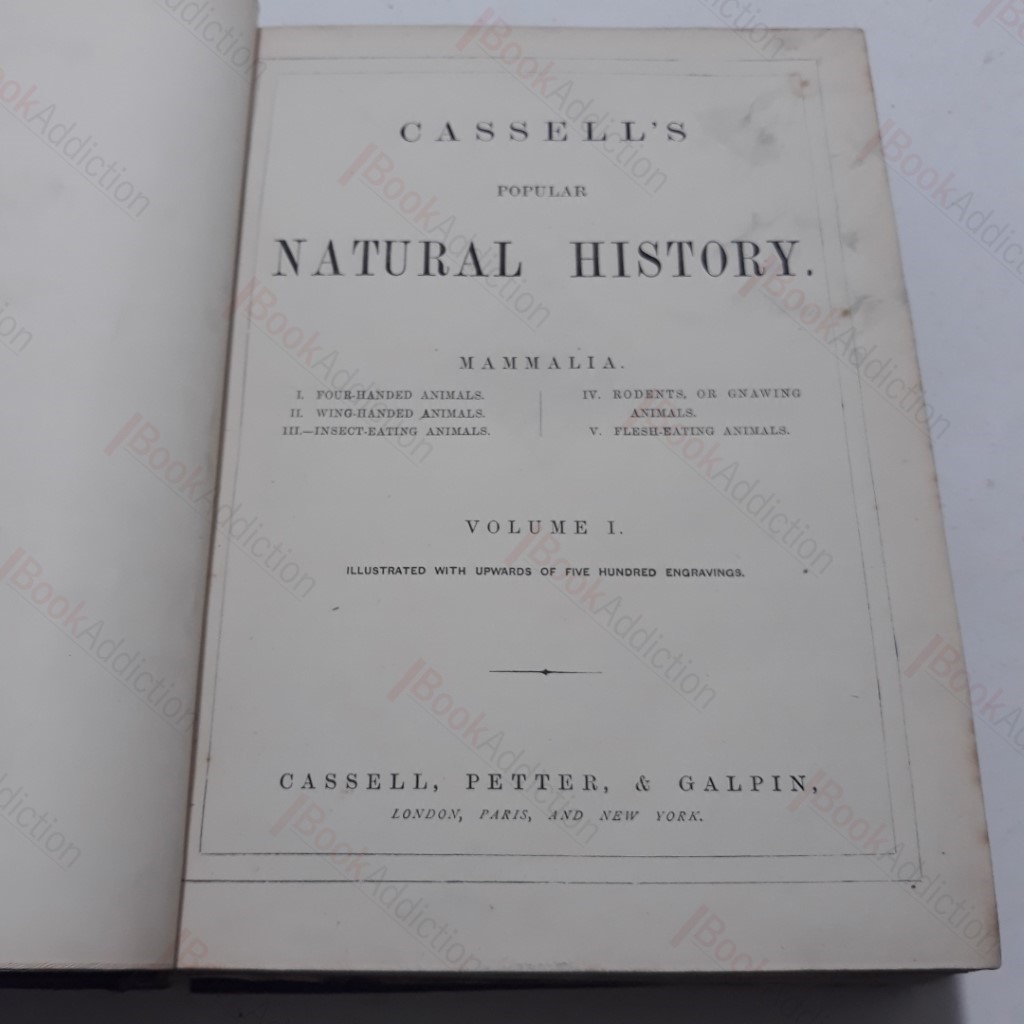 CASSELL'S
POPULAR
NATURAL HISTORY.
MAMMALIA.
I. FOUR-HANDED ANIMALS.
II. WING-HANDED ANIMALS.
III.—INSECT-EATING ANIMALS.
IV. RODENTS, OR GNAWING
ANIMALS.
V. FLESH-EATING ANIMALS.
VOLUME I.
ILLUSTRATED WITH UPWARDS OF FIVE HUNDRED ENGRAVINGS.
CASSELL, PETTER, & GALPIN,
LONDON, PARIS, AND NEW YORK.
BookAddiction